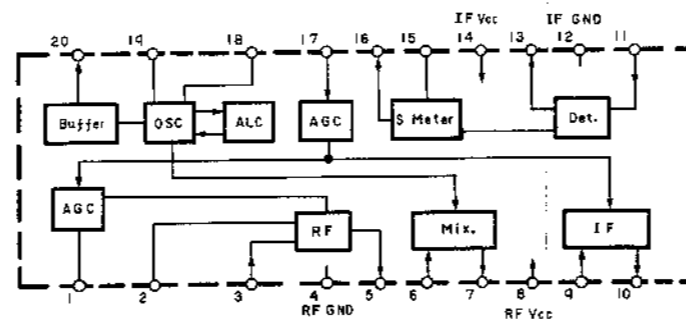 IF Vcc IF GND
20 19 18 17 16 15 14 13 12 11
Buffer OSC ALC AGC S Meter Det.
AGC RF Mix. IF
1 2 3 4 5 6 7 8 9 10
RF GND RF Vcc